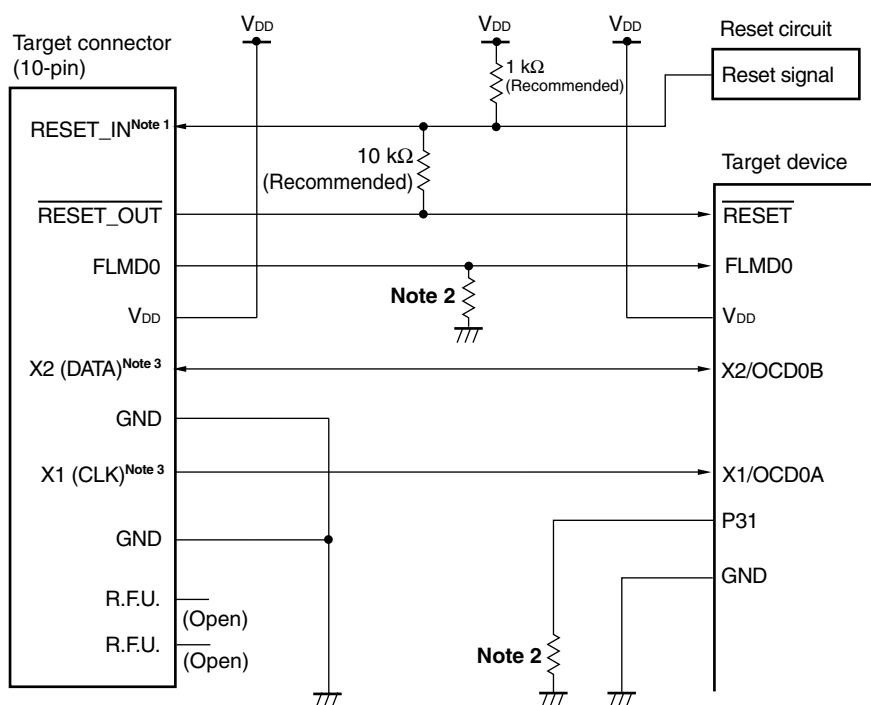 VDD
VDD
VDD
Reset circuit
Target connector
(10-pin)
1 kΩ
(Recommended)
Reset signal
RESET_IN Note 1
10 kΩ
(Recommended)
Target device
RESET_OUT
RESET
FLMD0
FLMD0
Note 2
VDD
VDD
X2 (DATA) Note 3
X2/OCD0B
GND
X1 (CLK) Note 3
X1/OCD0A
P31
GND
GND
R.F.U.
(Open)
R.F.U.
(Open)
Note 2